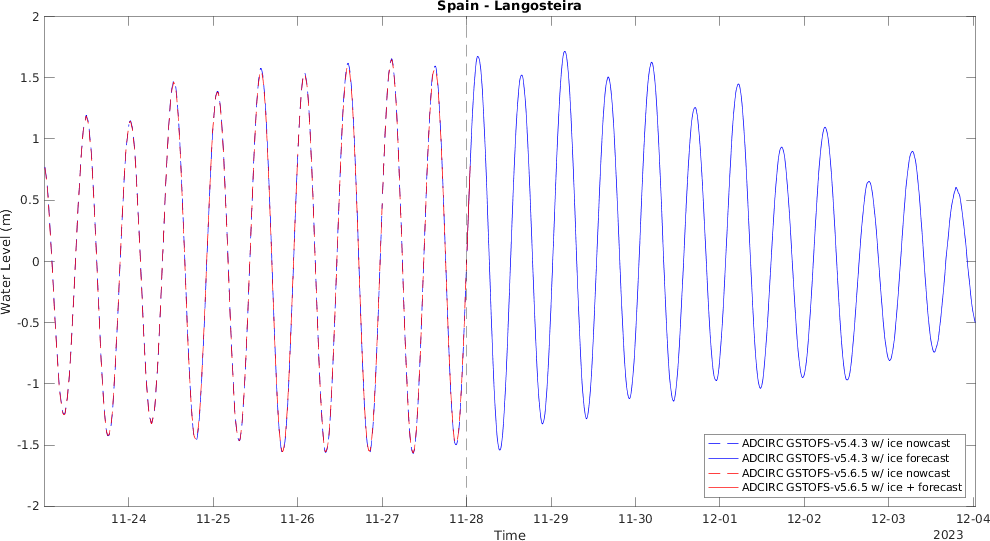 Spain - Langosteira
2
1.5
1
0.5
0
-0.5
-1
-1.5
-2
Water Level (m)
ADCIRC GSTOFS-v5.4.3 w/ ice nowcast
ADCIRC GSTOFS-v5.4.3 w/ ice forecast
ADCIRC GSTOFS-v5.6.5 w/ ice nowcast
ADCIRC GSTOFS-v5.6.5 w/ ice + forecast
11-24 11-25 11-26 11-27 11-28 11-29 11-30 12-01 12-02 12-03 12-04
Time
2023